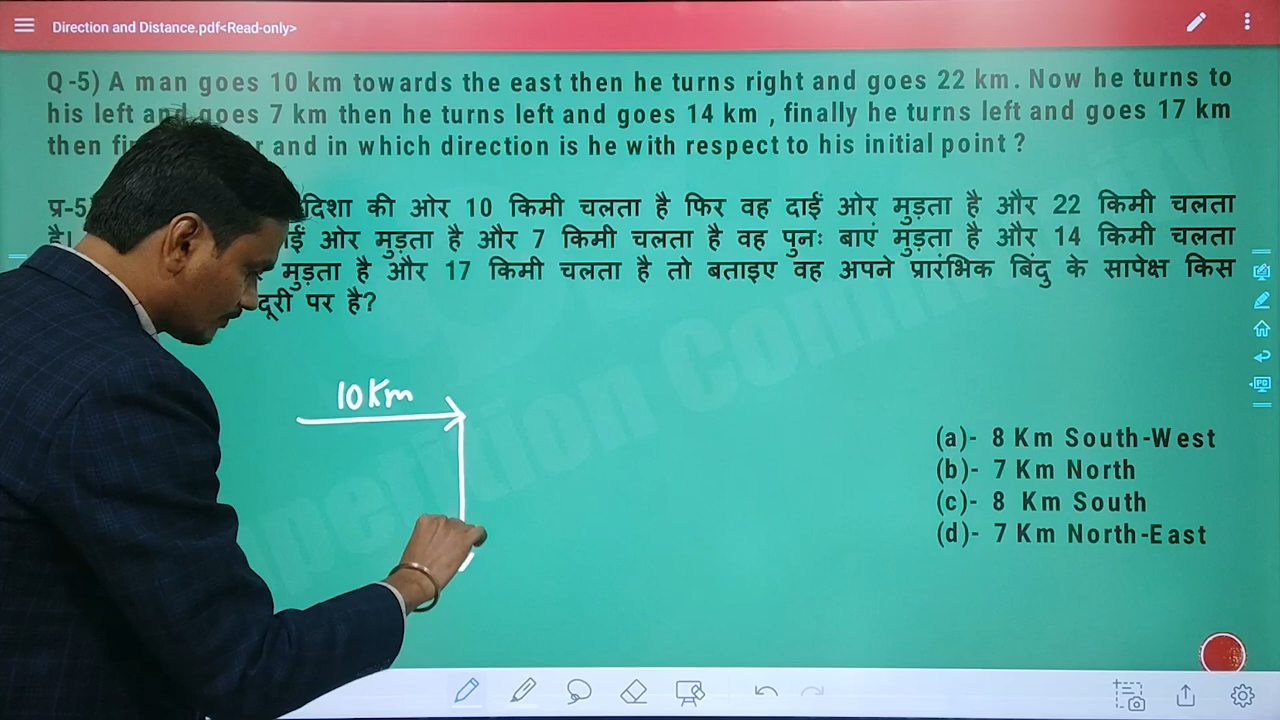 Direction and Distance.pdf<Read-only>
Q-5) A man goes 10 km towards the east then he turns right and goes 22 km. Now he turns to
his left and goes 7 km then he turns left and goes 14 km , finally he turns left and goes 17 km
then and in which direction is he with respect to his initial point ?
प्र-5 दिशा की ओर 10 किमी चलता है फिर वह दाईं ओर मुड़ता है और 22 किमी चलता
है। ओर मुड़ता है और 7 किमी चलता है वह पुनः बाएं मुड़ता है और 14 किमी चलता
मुड़ता है और 17 किमी चलता है तो बताइए वह अपने प्रारंभिक बिंदु के सापेक्ष किस
दूरी पर है?
10 Km
(a)- 8 Km South-West
(b)- 7 Km North
(c)- 8 Km South
(d)- 7 Km North-East